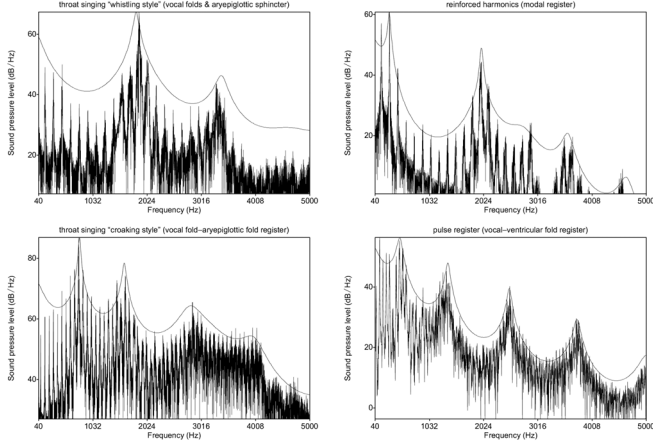 throat singing "whistling style" (vocal folds & aryepiglottic sphincter)
Sound pressure level (dB / Hz)
60
40
20
40 1032 2024 3016 4008 5000
Frequency (Hz)
reinforced harmonics (modal register)
Sound pressure level (dB / Hz)
60
40
20
40 1032 2024 3016 4008 5000
Frequency (Hz)
throat singing "croaking style" (vocal fold–aryepiglottic fold register)
Sound pressure level (dB / Hz)
80
60
40
40 1032 2024 3016 4008 5000
Frequency (Hz)
pulse register (vocal–ventricular fold register)
Sound pressure level (dB / Hz)
40
20
0
40 1032 2024 3016 4008 5000
Frequency (Hz)